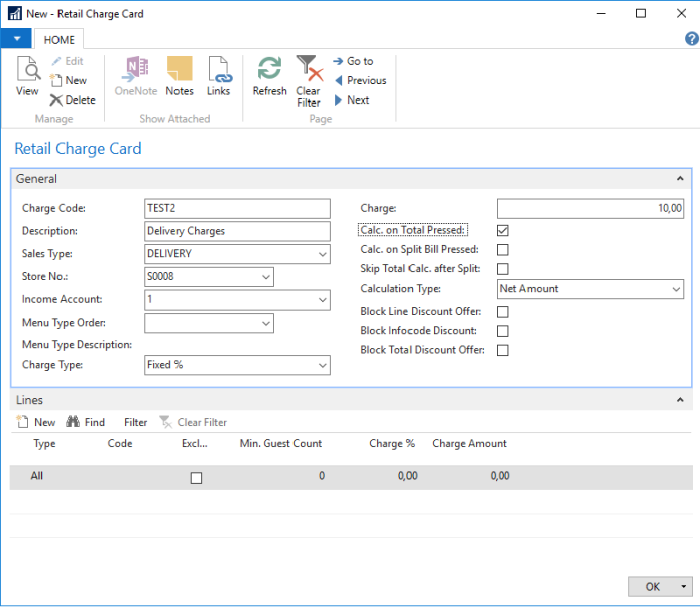 New - Retail Charge Card
HOME
View
Edit
New
Delete
Manage
OneNote
Notes
Links
Show Attached
Refresh
Clear
Filter
Go to
Previous
Next
Page
Retail Charge Card
General
Charge Code: TEST2
Description: Delivery Charges
Sales Type: DELIVERY
Store No.: S0008
Income Account: 1
Menu Type Order:
Menu Type Description:
Charge Type: Fixed %
Charge: 10,00
Calc. on Total Pressed:
Calc. on Split Bill Pressed:
Skip Total Calc. after Split:
Calculation Type: Net Amount
Block Line Discount Offer:
Block Infocode Discount:
Block Total Discount Offer:
Lines
New Find Filter Clear Filter
Type Code Excl... Min. Guest Count Charge % Charge Amount
All 0 0,00 0,00
OK